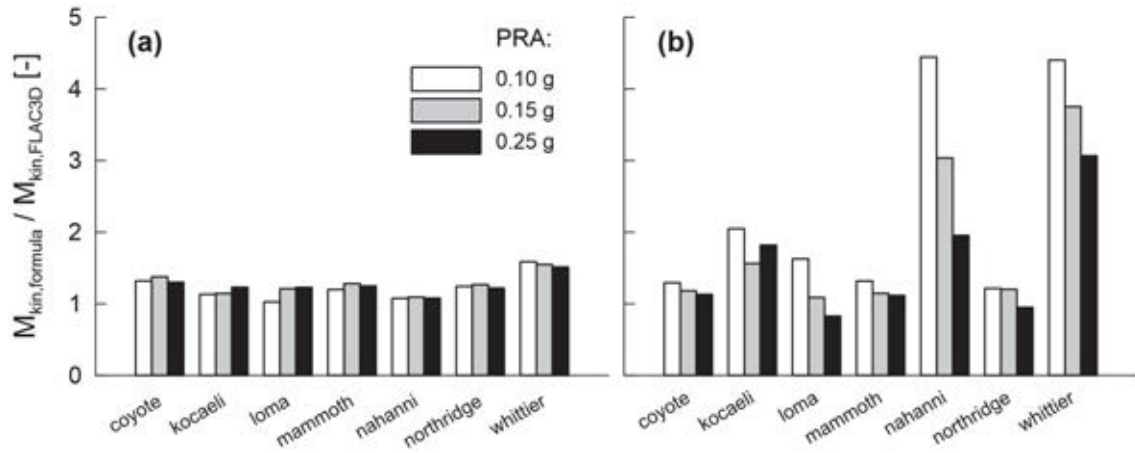 M_kin,formula / M_kin,FLAC3D [-]
5
4
3
2
1
0
(a)
PRA:
0.10 g
0.15 g
0.25 g
coyote
kocaeli
loma
mammoth
nahanni
northridge
whittier
(b)
coyote
kocaeli
loma
mammoth
nahanni
northridge
whittier